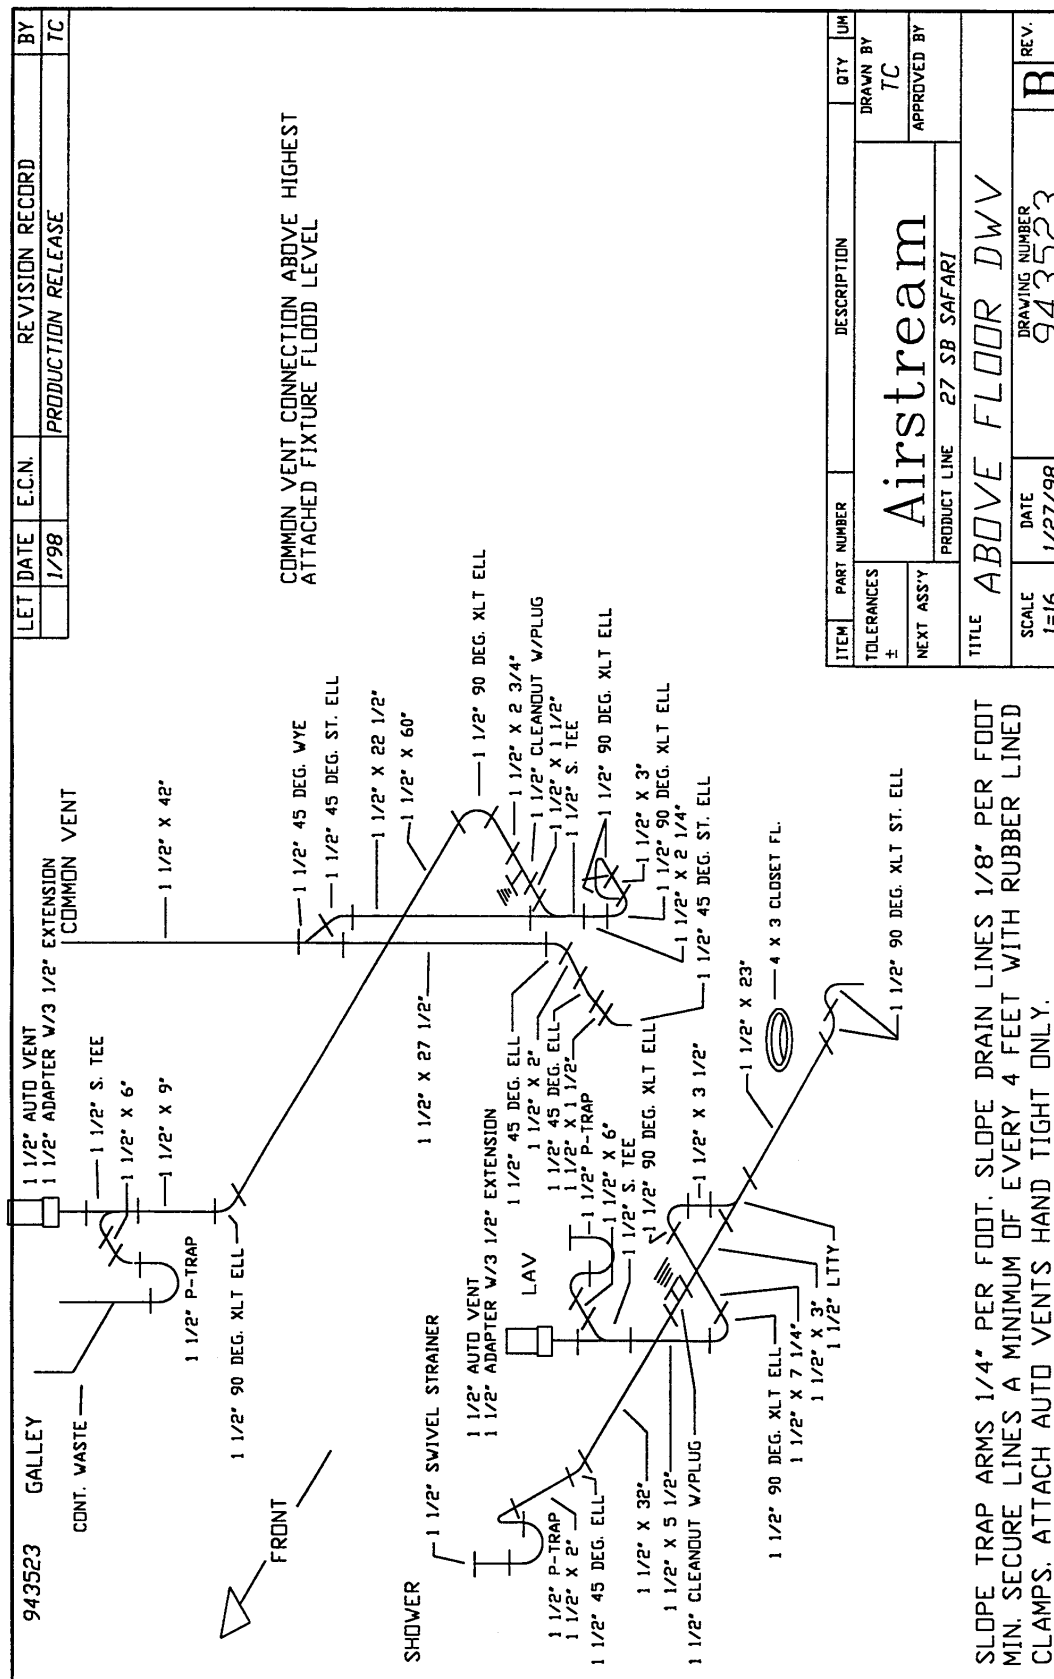 LET DATE E.C.N. REVISION RECORD BY
1/98 PRODUCTION RELEASE TC
943523
GALLEY
CONT. WASTE
1 1/2" AUTO VENT
1 1/2" ADAPTER W/3 1/2" EXTENSION
1 1/2" S. TEE
1 1/2" X 6"
1 1/2" X 9"
1 1/2" P-TRAP
1 1/2" 90 DEG. XLT ELL
COMMON VENT
1 1/2" X 42"
1 1/2" 45 DEG. WYE
1 1/2" 45 DEG. ST. ELL
1 1/2" X 22 1/2"
1 1/2" X 60"
COMMON VENT CONNECTION ABOVE HIGHEST
ATTACHED FIXTURE FLOOD LEVEL
1 1/2" 90 DEG. XLT ELL
1 1/2" X 2 3/4"
1 1/2" CLEANOUT W/PLUG
1 1/2" X 1 1/2"
1 1/2" S. TEE
1 1/2" 90 DEG. XLT ELL
1 1/2" X 3"
1 1/2" 90 DEG. XLT ELL
1 1/2" X 2 1/4"
1 1/2" 45 DEG. ST. ELL
1 1/2" X 27 1/2"
1 1/2" 45 DEG. ELL
1 1/2" X 2"
1 1/2" 45 DEG. ELL
1 1/2" X 1 1/2"
FRONT
SHOWER
1 1/2" SWIVEL STRAINER
1 1/2" P-TRAP
1 1/2" X 2"
1 1/2" 45 DEG. ELL
1 1/2" X 32"
1 1/2" X 5 1/2"
1 1/2" CLEANOUT W/PLUG
1 1/2" AUTO VENT
1 1/2" ADAPTER W/3 1/2" EXTENSION
LAV
1 1/2" P-TRAP
1 1/2" X 6"
1 1/2" S. TEE
1 1/2" 90 DEG. XLT ELL
1 1/2" X 3 1/2"
1 1/2" 90 DEG. XLT ELL
1 1/2" X 7 1/4"
1 1/2" X 3"
1 1/2" LTTY
1 1/2" X 23"
4 X 3 CLOSET FL.
1 1/2" 90 DEG. XLT ST. ELL
SLOPE TRAP ARMS 1/4" PER FOOT. SLOPE DRAIN LINES 1/8" PER FOOT
MIN. SECURE LINES A MINIMUM OF EVERY 4 FEET WITH RUBBER LINED
CLAMPS. ATTACH AUTO VENTS HAND TIGHT ONLY.
ITEM PART NUMBER DESCRIPTION QTY UM
TOLERANCES
±
NEXT ASS'Y
Airstream
PRODUCT LINE 27 SB SAFARI
DRAWN BY
TC
APPROVED BY
TITLE ABOVE FLOOR DWV
SCALE
1=16
DATE
1/27/98
DRAWING NUMBER
943523
B
REV.